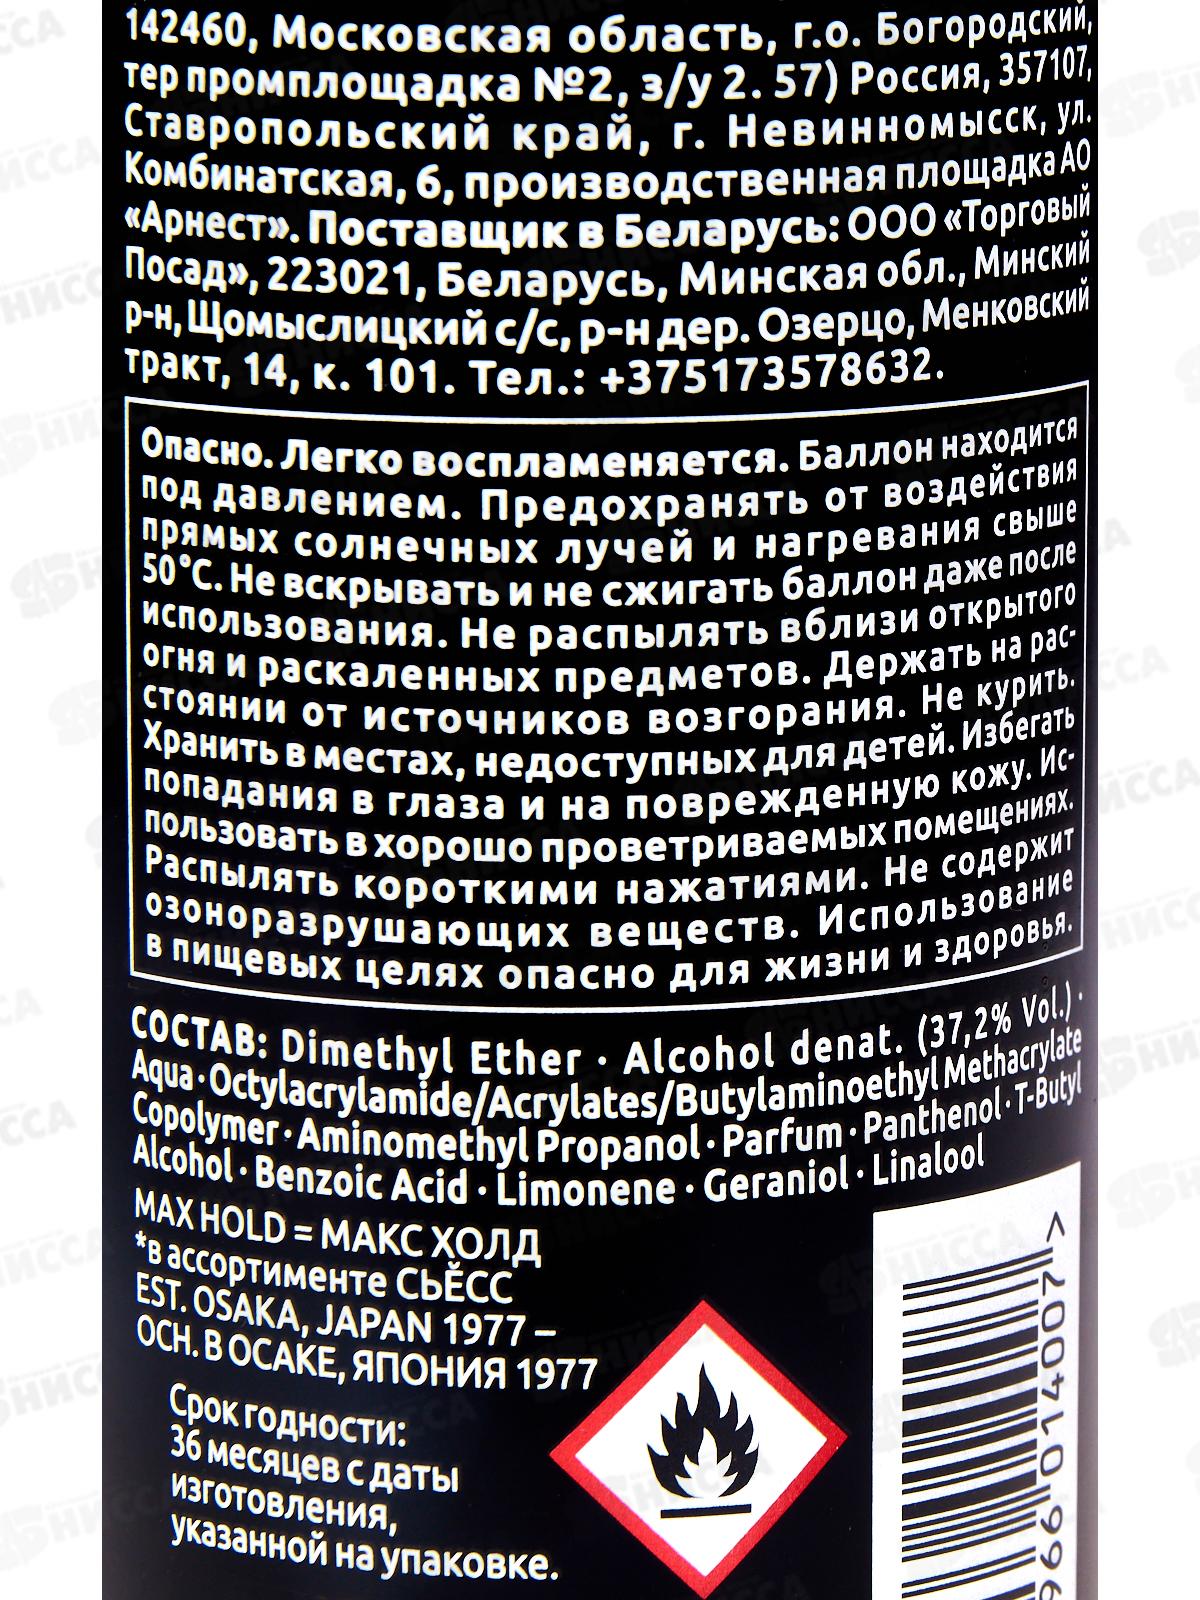 142460, Московская область, г.о. Богородский,
тер промплощадка №2, з/у 2. 57) Россия, 357107,
Ставропольский край, г. Невинномысск, ул.
Комбинатская, 6, производственная площадка АО
«Арнест». Поставщик в Беларусь: ООО «Торговый
Посад», 223021, Беларусь, Минская обл., Минский
р-н, Щомыслицкий с/с, р-н дер. Озерцо, Менковский
тракт, 14, к. 101. Тел.: +375173578632.
Опасно. Легко воспламеняется. Баллон находится
под давлением. Предохранять от воздействия
прямых солнечных лучей и нагревания свыше
50°С. Не вскрывать и не сжигать баллон даже после
использования. Не распылять вблизи открытого
огня и раскаленных предметов. Держать на рас-
стоянии от источников возгорания. Не курить.
Хранить в местах, недоступных для детей. Избегать
попадания в глаза и на поврежденную кожу. Ис-
пользовать в хорошо проветриваемых помещениях.
Распылять короткими нажатиями. Не содержит
озоноразрушающих веществ. Использование
в пищевых целях опасно для жизни и здоровья.
СОСТАВ: Dimethyl Ether · Alcohol denat. (37,2% Vol.) ·
Aqua · Octylacrylamide/Acrylates/Butylaminoethyl Methacrylate
Copolymer · Aminomethyl Propanol · Parfum · Panthenol · T-Butyl
Alcohol · Benzoic Acid · Limonene · Geraniol · Linalool
MAX HOLD = МАКС ХОЛД
*в ассортименте СЬЁСС
EST. OSAKA, JAPAN 1977 –
ОСН. В ОСАКЕ, ЯПОНИЯ 1977
Срок годности:
36 месяцев с даты
изготовления,
указанной на упаковке.
966 014007 >